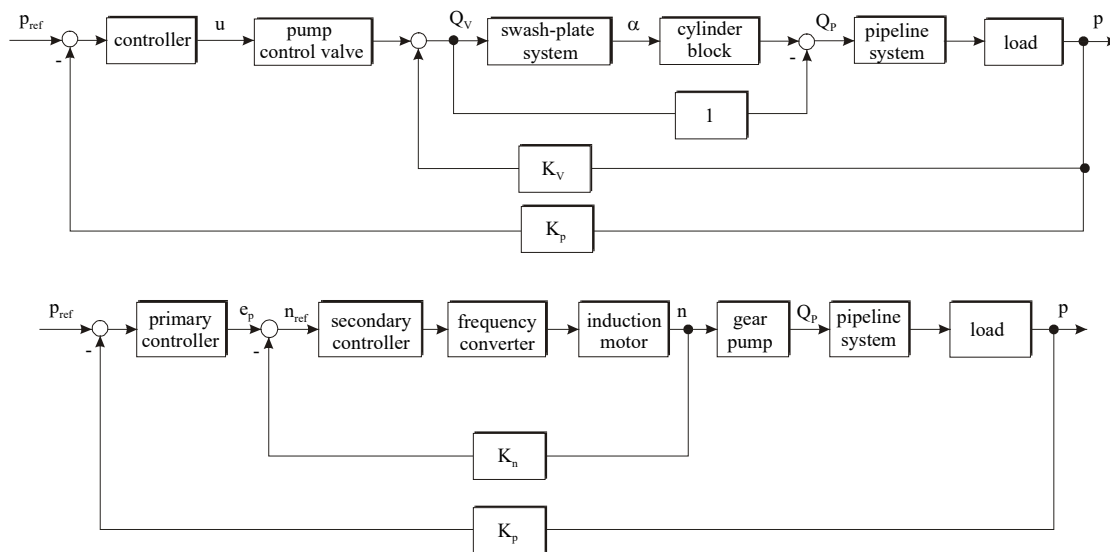 p_ref
controller
u
pump
control valve
Q_V
swash-plate
system
α
cylinder
block
Q_P
pipeline
system
load
p
-
-
1
K_V
K_p
p_ref
primary
controller
e_p
n_ref
secondary
controller
frequency
converter
induction
motor
n
gear
pump
Q_P
pipeline
system
load
p
-
-
K_n
K_p